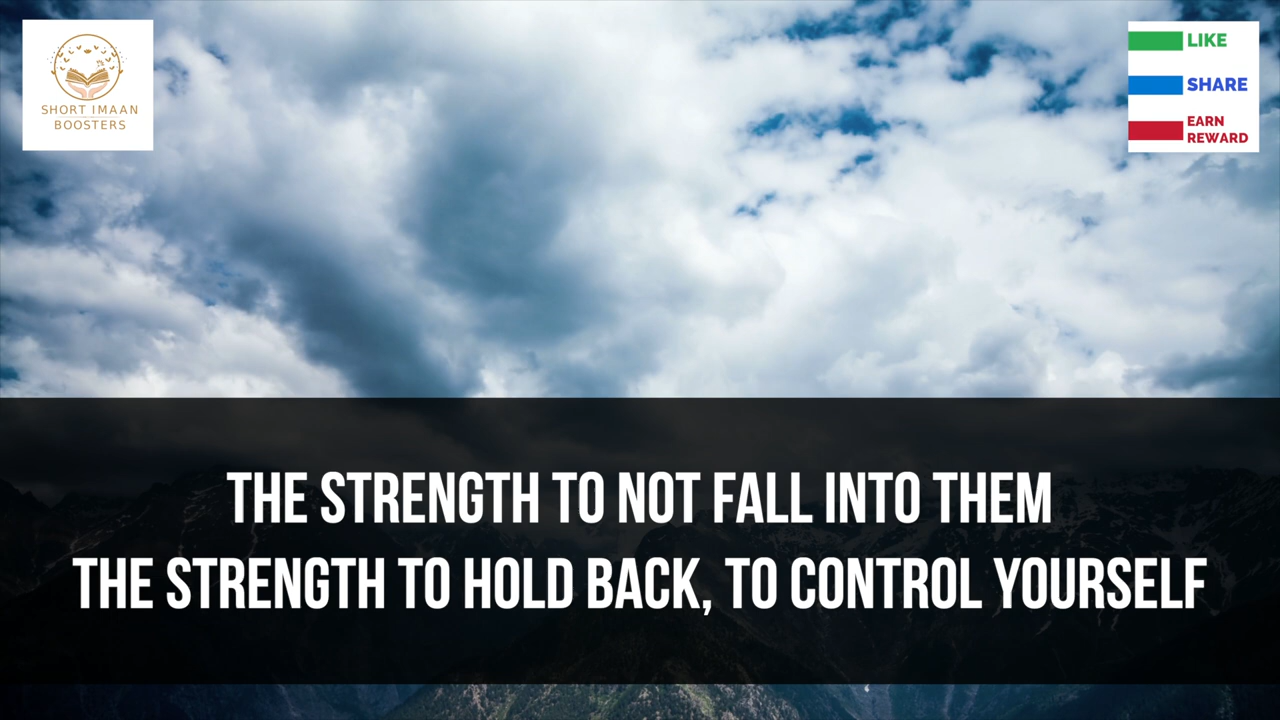 SHORT IMAAN
BOOSTERS
LIKE
SHARE
EARN
REWARD
THE STRENGTH TO NOT FALL INTO THEM
THE STRENGTH TO HOLD BACK, TO CONTROL YOURSELF